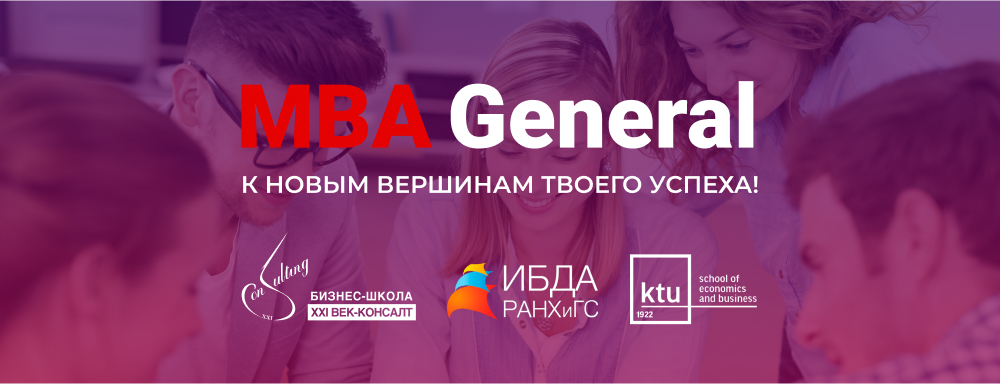 MBA General
К НОВЫМ ВЕРШИНАМ ТВОЕГО УСПЕХА!
Consulting
XXI
БИЗНЕС-ШКОЛА
XXI ВЕК-КОНСАЛТ
ИБДА
РАНХиГС
ktu
1922
school of
economics
and business